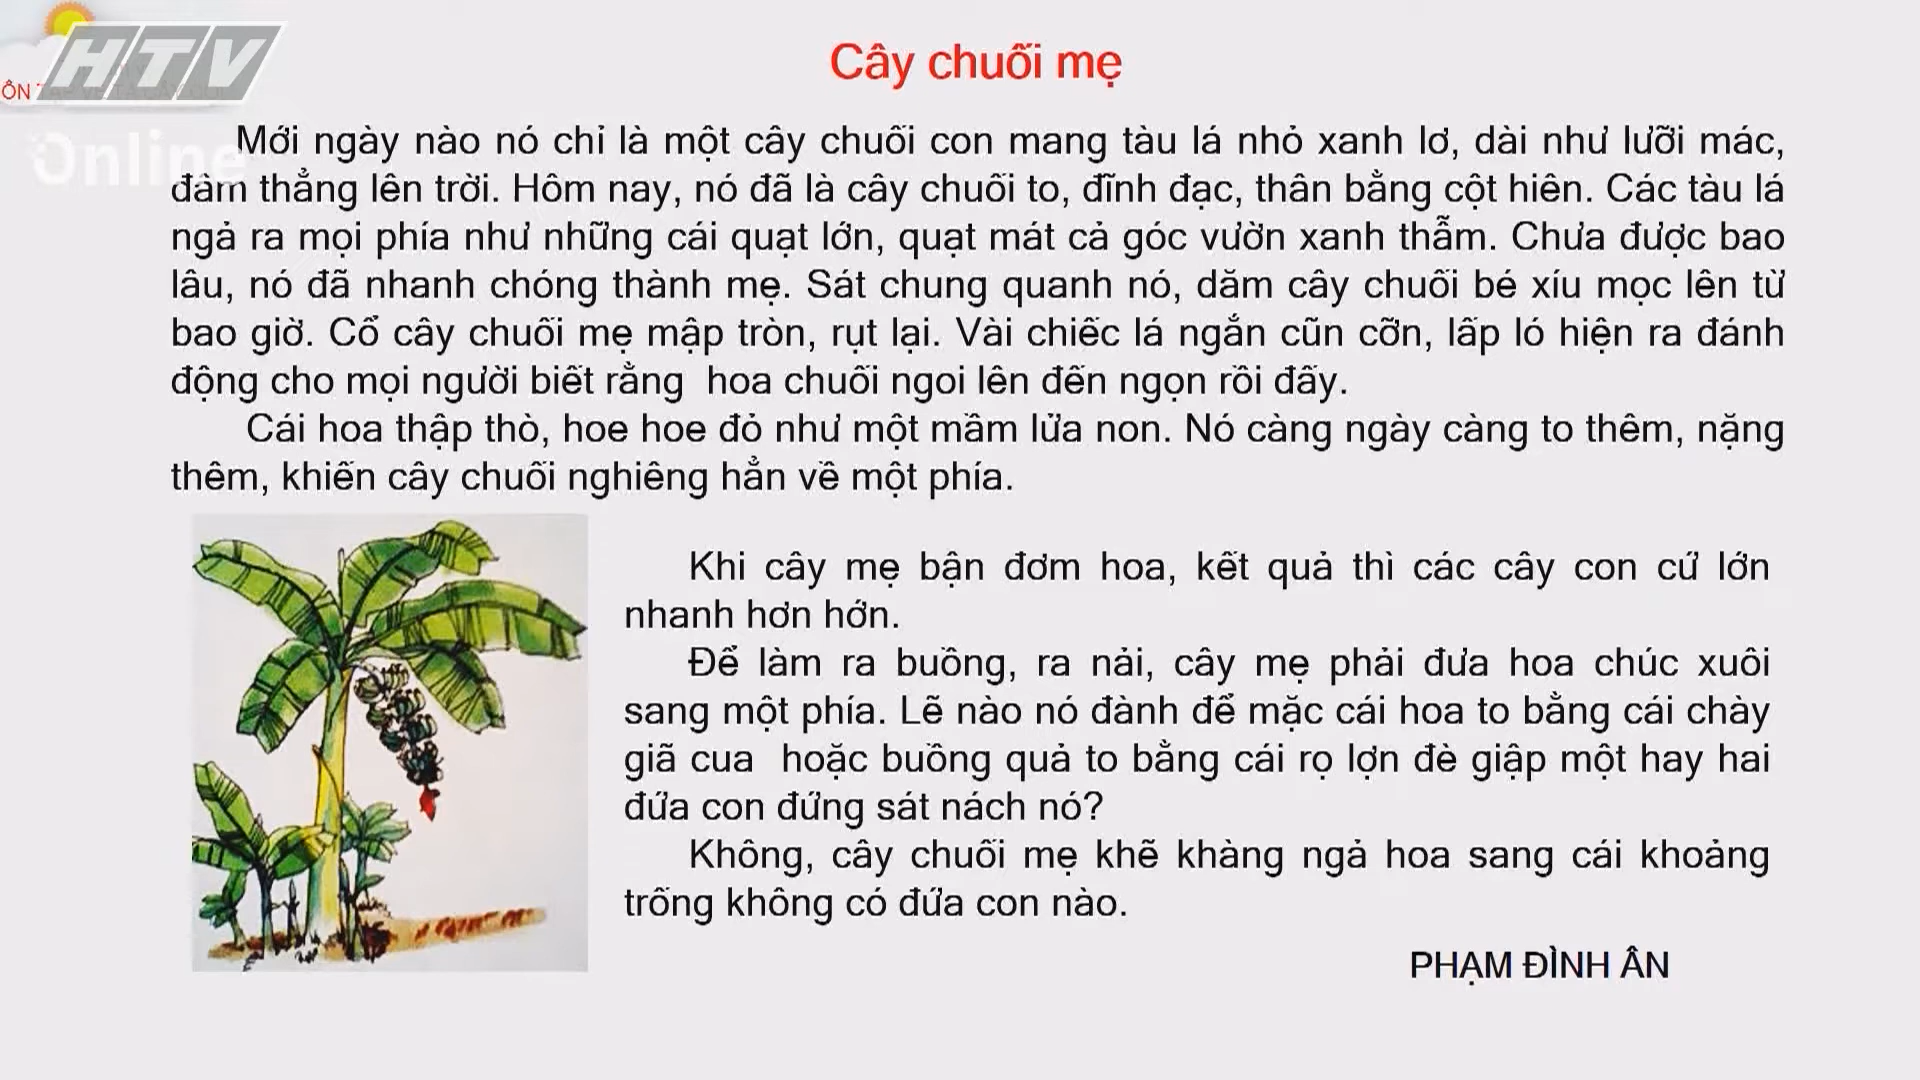 HTV
Online
ÔN TẬP VỀ TẢ CÂY CỐI
Cây chuối mẹ
Mới ngày nào nó chỉ là một cây chuối con mang tàu lá nhỏ xanh lơ, dài như lưỡi mác,
đâm thẳng lên trời. Hôm nay, nó đã là cây chuối to, đĩnh đạc, thân bằng cột hiên. Các tàu lá
ngả ra mọi phía như những cái quạt lớn, quạt mát cả góc vườn xanh thẫm. Chưa được bao
lâu, nó đã nhanh chóng thành mẹ. Sát chung quanh nó, dăm cây chuối bé xíu mọc lên từ
bao giờ. Cổ cây chuối mẹ mập tròn, rụt lại. Vài chiếc lá ngắn cũn cỡn, lấp ló hiện ra đánh
động cho mọi người biết rằng hoa chuối ngoi lên đến ngọn rồi đấy.
Cái hoa thập thò, hoe hoe đỏ như một mầm lửa non. Nó càng ngày càng to thêm, nặng
thêm, khiến cây chuối nghiêng hẳn về một phía.
Khi cây mẹ bận đơm hoa, kết quả thì các cây con cứ lớn
nhanh hơn hớn.
Để làm ra buồng, ra nải, cây mẹ phải đưa hoa chúc xuôi
sang một phía. Lẽ nào nó đành để mặc cái hoa to bằng cái chày
giã cua hoặc buồng quả to bằng cái rọ lợn đè giập một hay hai
đứa con đứng sát nách nó?
Không, cây chuối mẹ khẽ khàng ngả hoa sang cái khoảng
trống không có đứa con nào.
PHẠM ĐÌNH ÂN